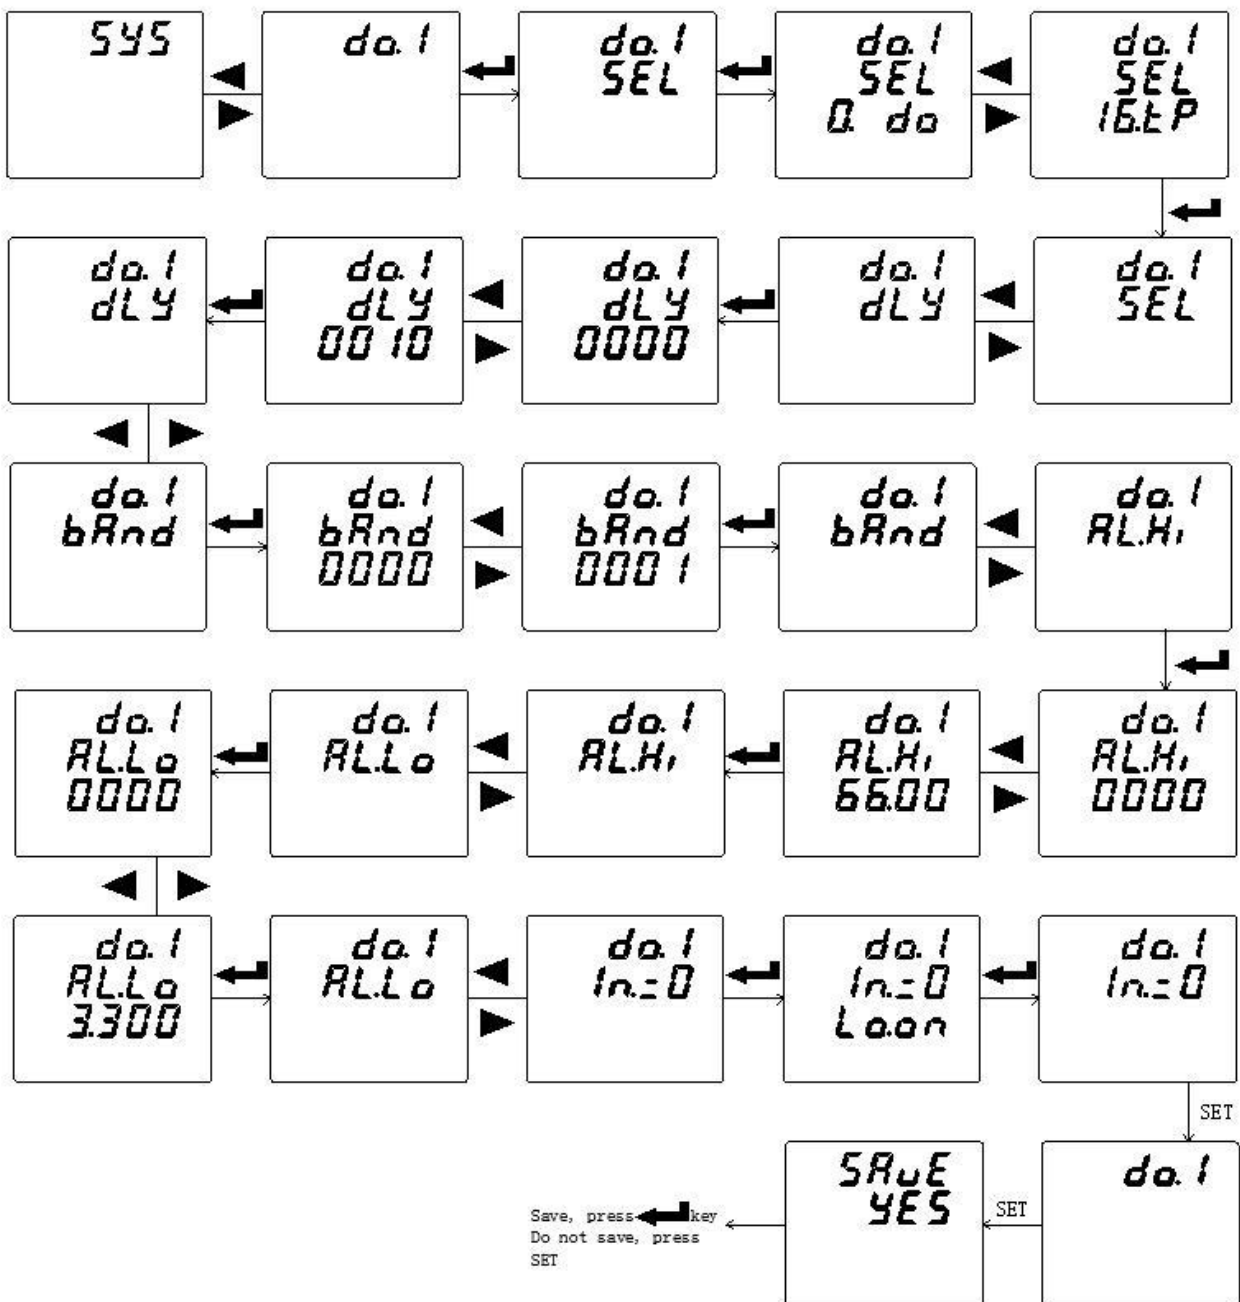 SYS
do.1
do.1
SEL
do.1
SEL
0. do
do.1
SEL
16.tP
do.1
dLY
do.1
dLY
0010
do.1
dLY
0000
do.1
dLY
do.1
SEL
do.1
bAnd
do.1
bAnd
0000
do.1
bAnd
0001
do.1
bAnd
do.1
AL.Hi
do.1
AL.Lo
0000
do.1
AL.Lo
do.1
AL.Hi
do.1
AL.Hi
66.00
do.1
AL.Hi
0000
do.1
AL.Lo
3.300
do.1
AL.Lo
do.1
In.=0
do.1
In.=0
Lo.on
do.1
In.=0
SET
Save, press key
Do not save, press
SET
SAvE
YES
SET
do.1